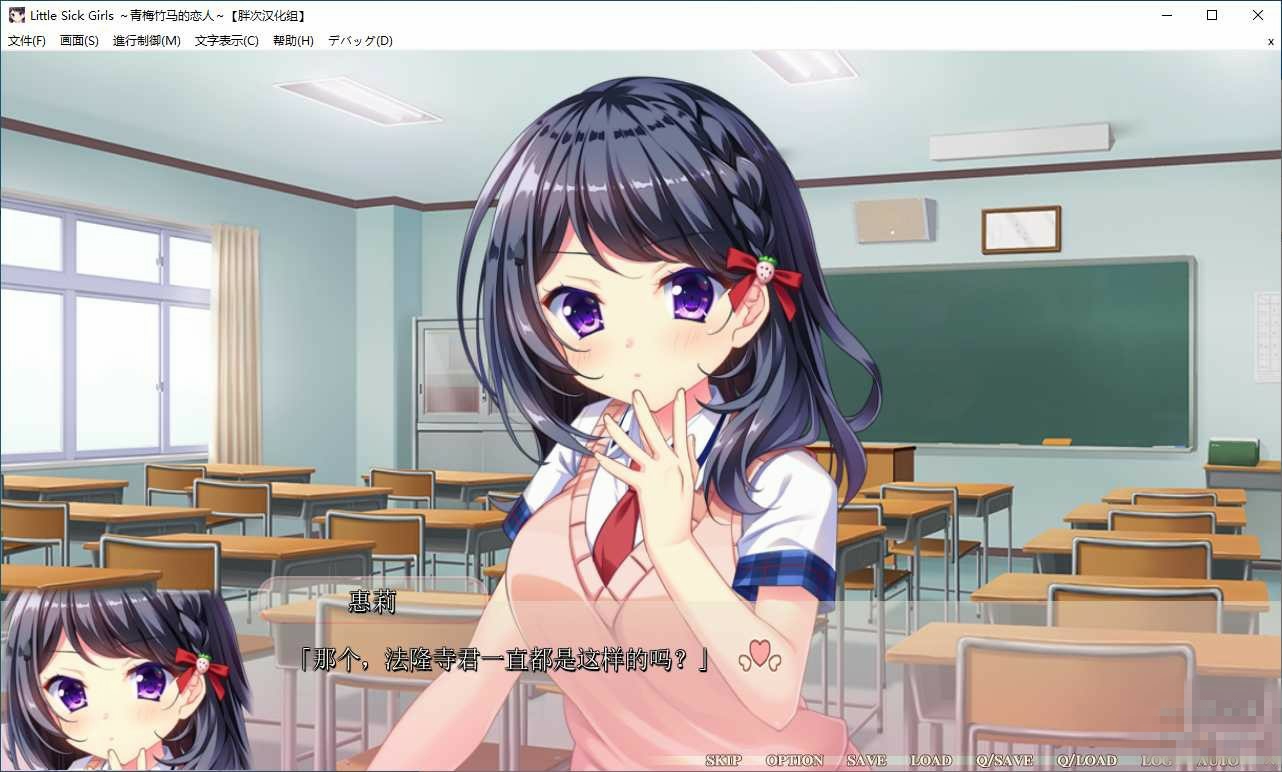 Little Sick Girls ~青梅竹马的恋人~【胖次汉化组】
文件(F) 画面(S) 進行制御(M) 文字表示(C) 帮助(H) デバッグ(D) x
惠莉
「那个，法隆寺君一直都是这样的吗？」
SKIP OPTION SAVE LOAD Q/SAVE Q/LOAD LOG AUTO